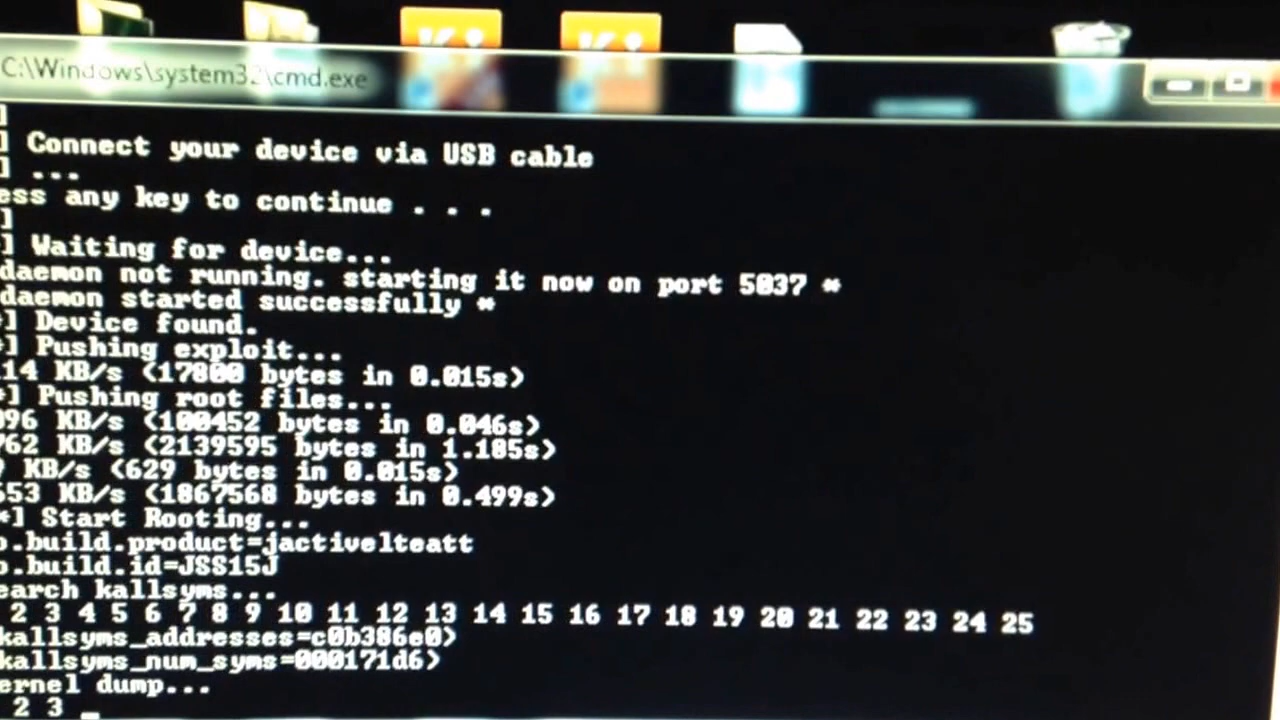 C:\Windows\system32\cmd.exe
]
] Connect your device via USB cable
] ...
ess any key to continue . . .
]
] Waiting for device...
daemon not running. starting it now on port 5037 *
daemon started successfully *
*] Device found.
*] Pushing exploit...
14 KB/s (17800 bytes in 0.015s)
*] Pushing root files...
096 KB/s (100452 bytes in 0.046s)
762 KB/s (2139595 bytes in 1.185s)
KB/s (629 bytes in 0.015s)
653 KB/s (1867568 bytes in 0.499s)
*] Start Rooting...
o.build.product=jactivelteatt
o.build.id=JSS15J
earch kallsyms...
2 3 4 5 6 7 8 9 10 11 12 13 14 15 16 17 18 19 20 21 22 23 24 25
kallsyms_addresses=c0b386e0)
kallsyms_num_syms=000171d6)
ernel dump...
2 3 _